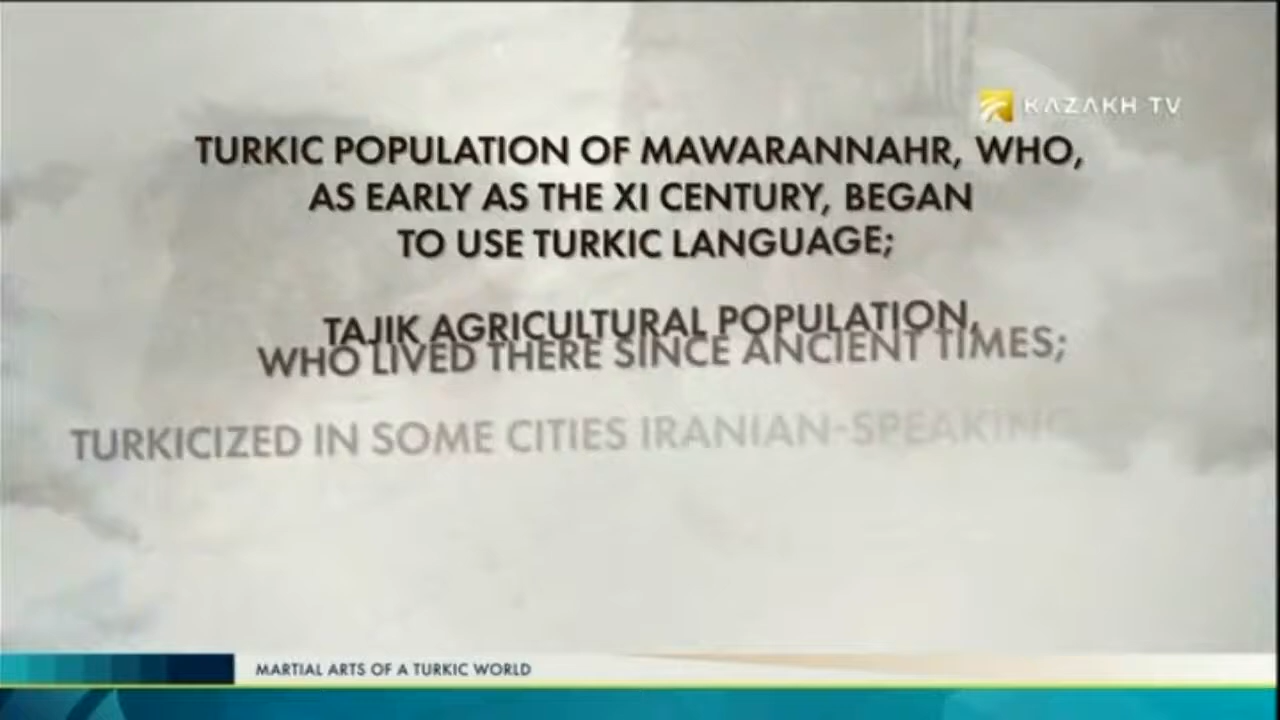 KAZAKH TV
TURKIC POPULATION OF MAWARANNAHR, WHO,
AS EARLY AS THE XI CENTURY, BEGAN
TO USE TURKIC LANGUAGE;
TAJIK AGRICULTURAL POPULATION,
WHO LIVED THERE SINCE ANCIENT TIMES;
TURKICIZED IN SOME CITIES IRANIAN-SPEAKING
MARTIAL ARTS OF A TURKIC WORLD